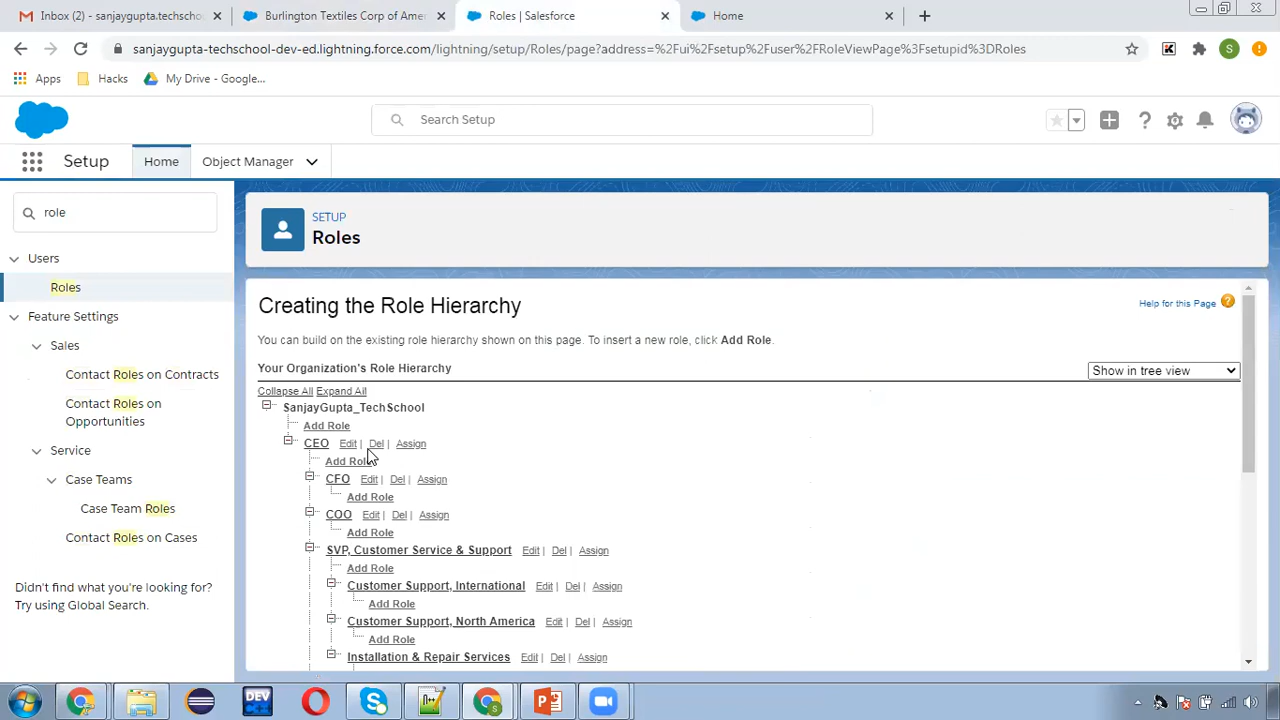 Inbox (2) - sanjaygupta.techschoo
Burlington Textiles Corp of Amer
Roles | Salesforce
Home
sanjaygupta-techschool-dev-ed.lightning.force.com/lightning/setup/Roles/page?address=%2Fui%2Fsetup%2Fuser%2FRoleViewPage%3Fsetupid%3DRoles
S
Apps
Hacks
My Drive - Google...
Search Setup
Setup
Home
Object Manager
role
SETUP
Roles
Users
Roles
Feature Settings
Sales
Contact Roles on Contracts
Contact Roles on
Opportunities
Service
Case Teams
Case Team Roles
Contact Roles on Cases
Didn't find what you're looking for?
Try using Global Search.
Creating the Role Hierarchy
Help for this Page
You can build on the existing role hierarchy shown on this page. To insert a new role, click Add Role.
Your Organization's Role Hierarchy
Show in tree view
Collapse All Expand All
SanjayGupta_TechSchool
Add Role
CEO Edit | Del | Assign
Add Role
CFO Edit | Del | Assign
Add Role
COO Edit | Del | Assign
Add Role
SVP, Customer Service & Support Edit | Del | Assign
Add Role
Customer Support, International Edit | Del | Assign
Add Role
Customer Support, North America Edit | Del | Assign
Add Role
Installation & Repair Services Edit | Del | Assign
DEV
C++